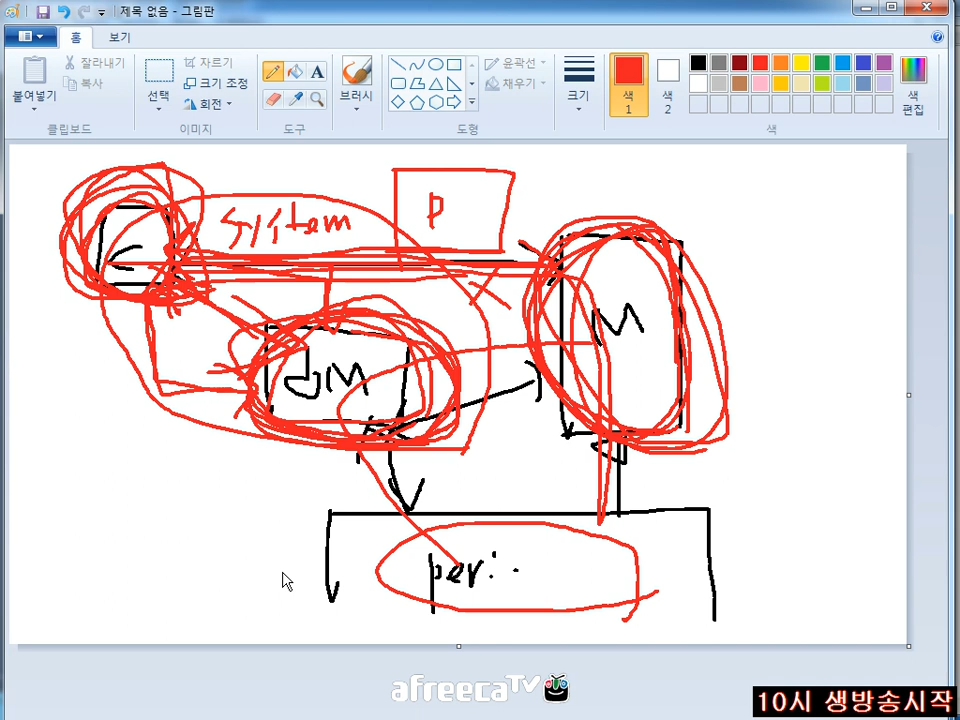 제목 없음 - 그림판
홈 보기
붙여넣기
잘라내기
복사
클립보드
선택
자르기
크기 조정
회전
이미지
A
도구
브러시
윤곽선
채우기
도형
크기
색 1
색 2
색 편집
색
system
P
C
M
dM
peri
afreecaTV
10시 생방송시작